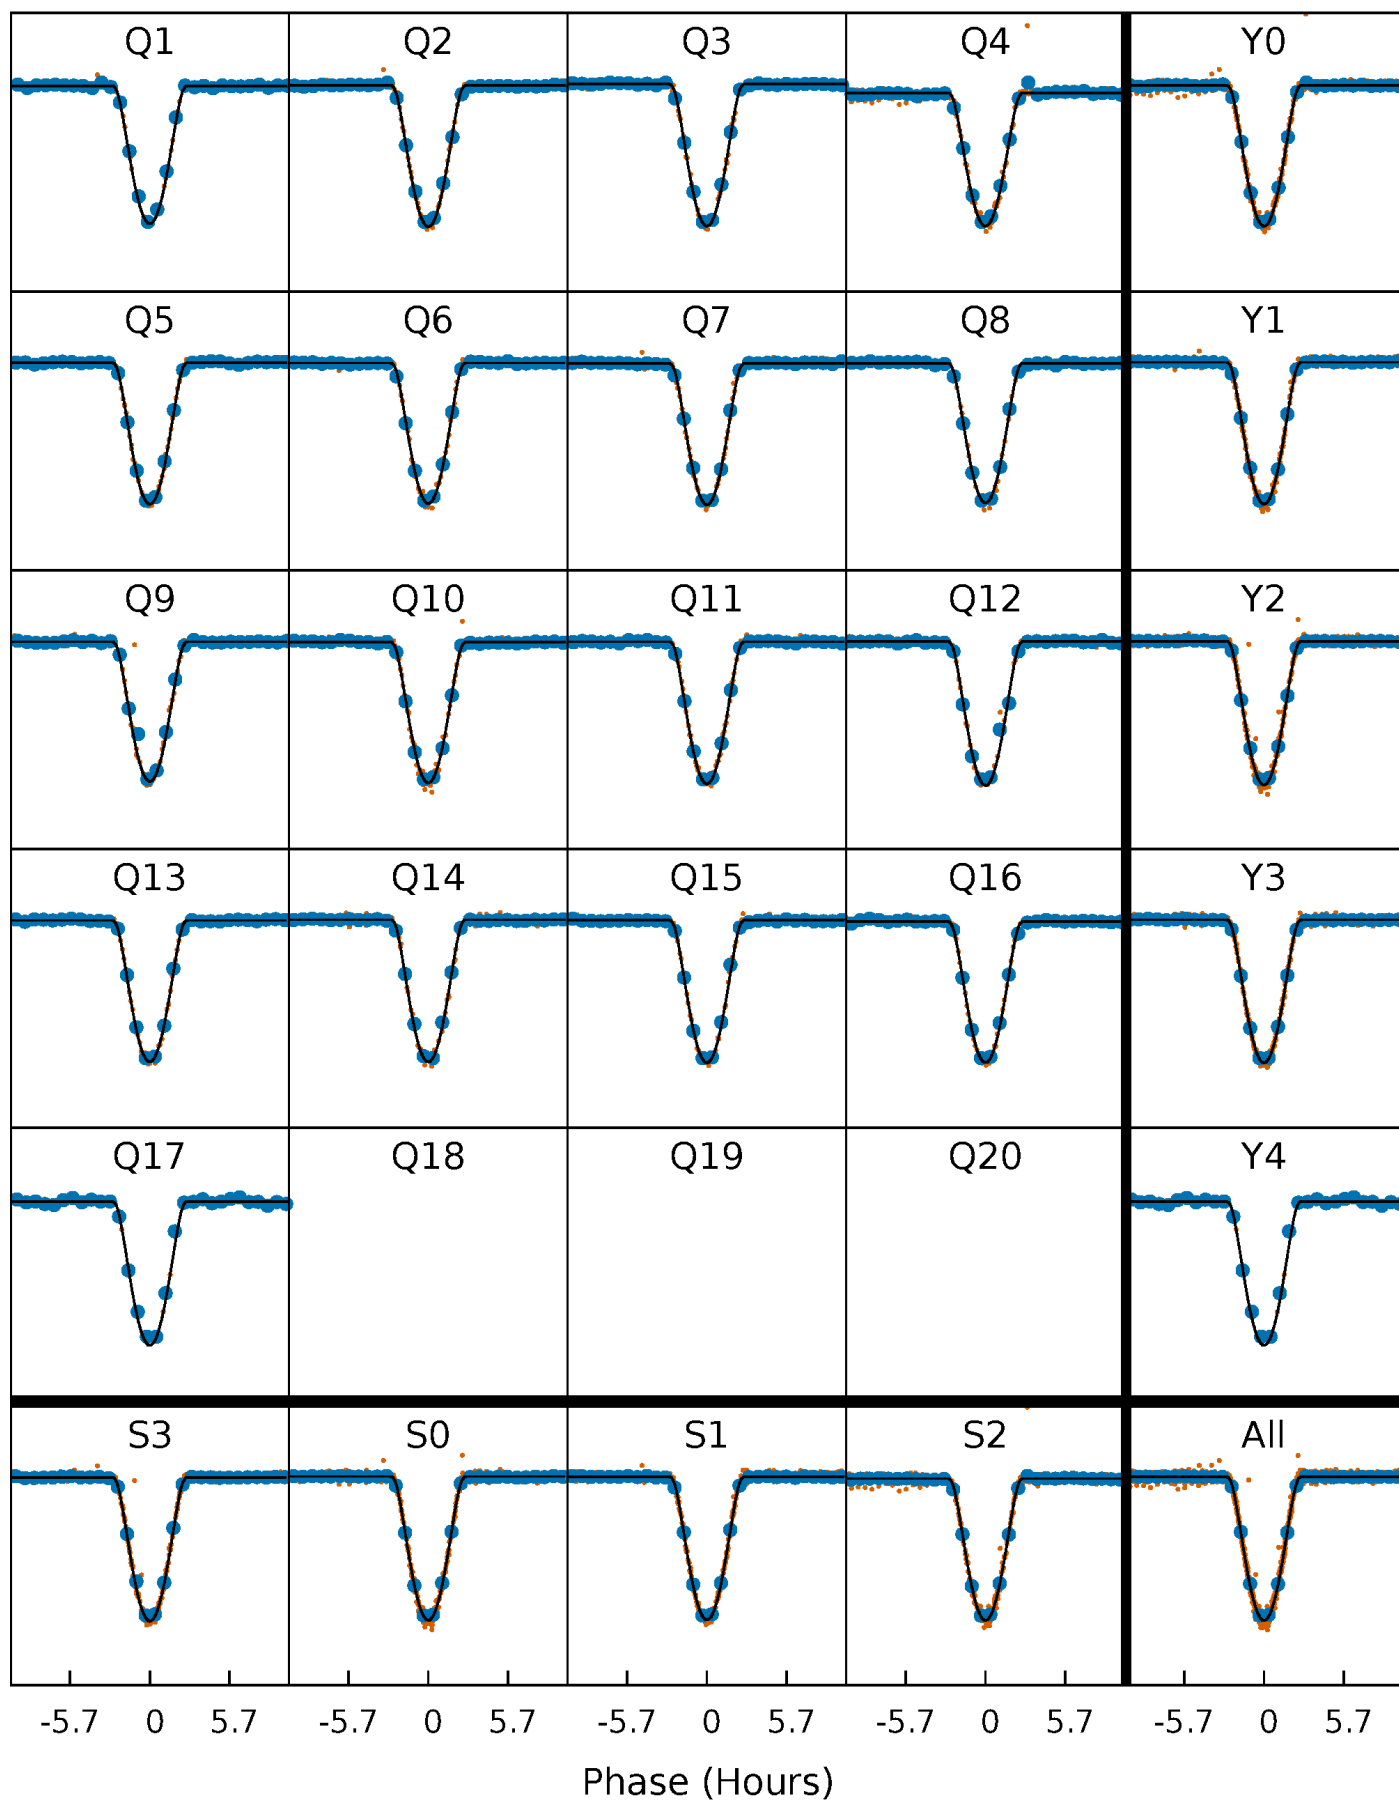 Q1 Q2 Q3 Q4 Y0
Q5 Q6 Q7 Q8 Y1
Q9 Q10 Q11 Q12 Y2
Q13 Q14 Q15 Q16 Y3
Q17 Q18 Q19 Q20 Y4
S3 S0 S1 S2 All
-5.7 0 5.7 -5.7 0 5.7 -5.7 0 5.7 -5.7 0 5.7 -5.7 0 5.7
Phase (Hours)